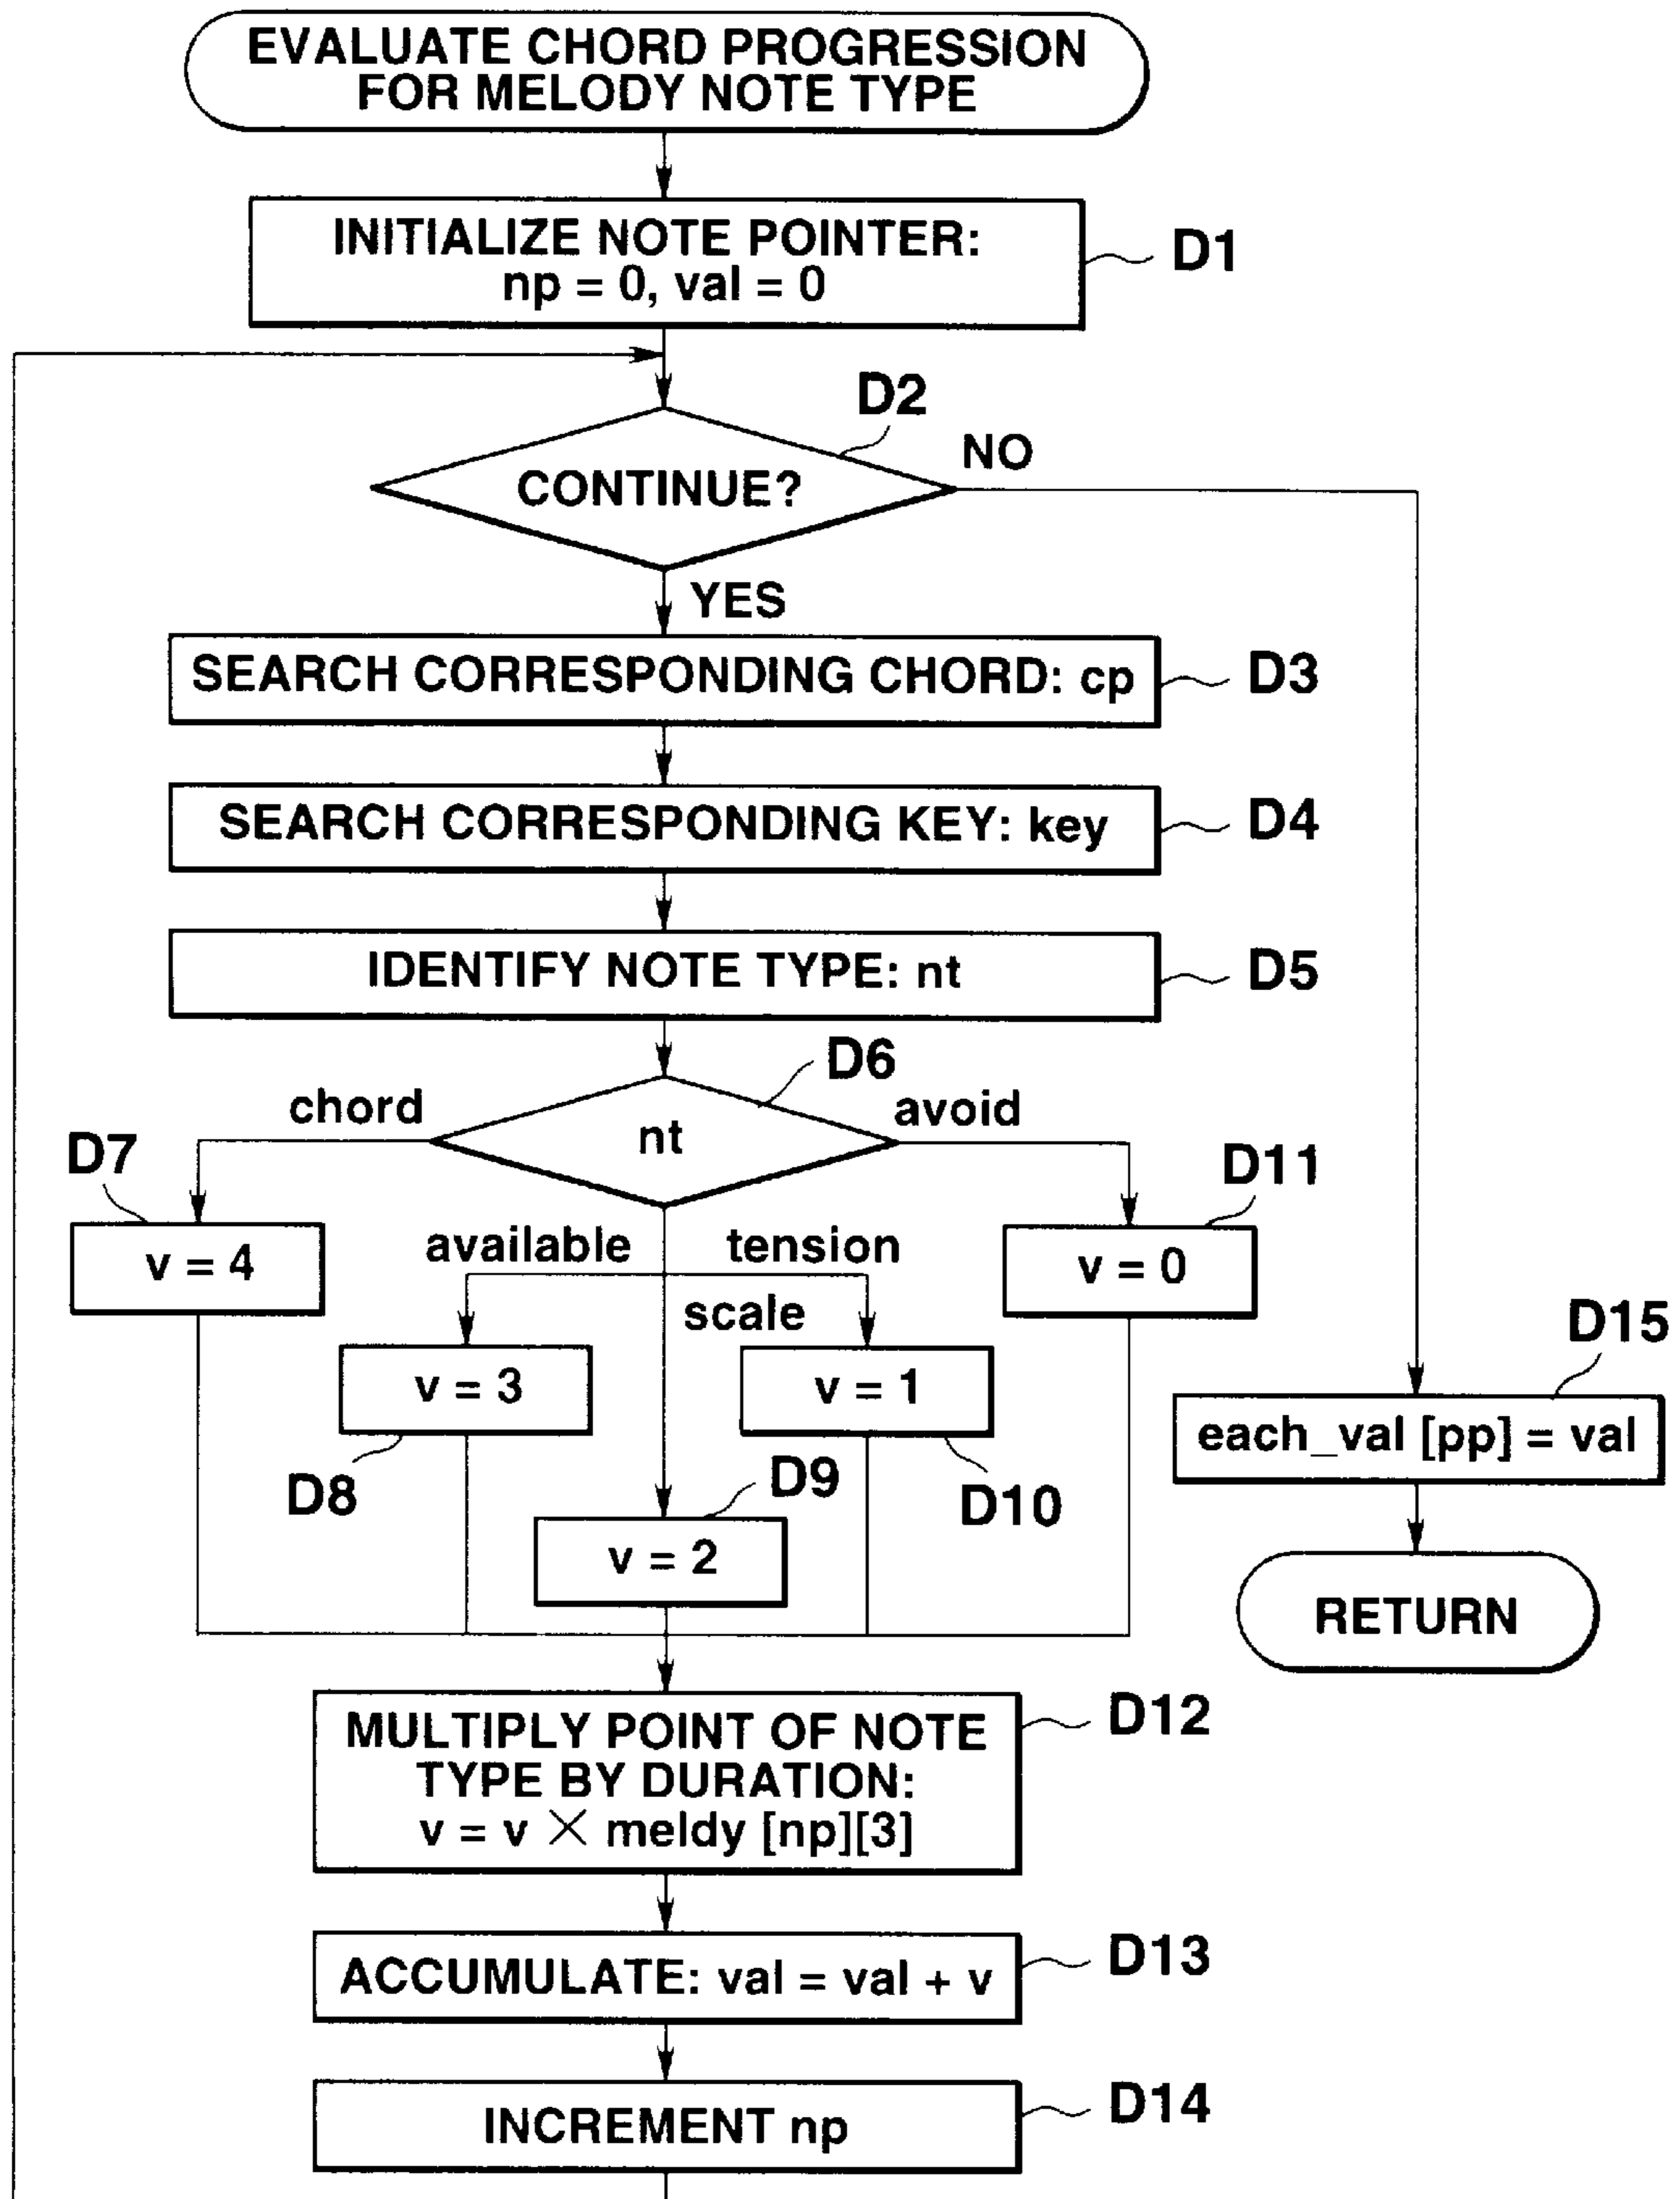 EVALUATE CHORD PROGRESSION
FOR MELODY NOTE TYPE
INITIALIZE NOTE POINTER:
np = 0, val = 0
D1
D2
CONTINUE?
NO
YES
SEARCH CORRESPONDING CHORD: cp
D3
SEARCH CORRESPONDING KEY: key
D4
IDENTIFY NOTE TYPE: nt
D5
D6
chord
nt
avoid
D7
D11
v = 4
available
tension
v = 0
scale
D15
v = 3
v = 1
each_val [pp] = val
D8
D9
D10
v = 2
RETURN
MULTIPLY POINT OF NOTE
TYPE BY DURATION:
v = v × meldy [np][3]
D12
ACCUMULATE: val = val + v
D13
INCREMENT np
D14